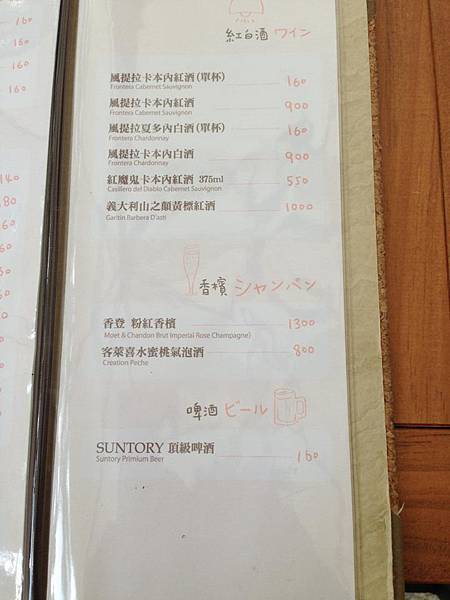 160
160
160
紅白酒 ワイン
風提拉卡本內紅酒(單杯) 160
Frontera Cabernet Sauvignon
風提拉卡本內紅酒 900
Frontera Cabernet Sauvignon
風提拉夏多內白酒(單杯) 160
Frontera Chardonnay
風提拉卡本內白酒 900
Frontera Chardonnay
紅魔鬼卡本內紅酒 375ml 550
Casillero del Diablo Cabernet Sauvignon
義大利山之顛黃標紅酒 1000
Garitin Barbera D'asti
香檳 シャンパン
香登 粉紅香檳 1300
Moet & Chandon Brut Imperial Rose Champagne)
客萊喜水蜜桃氣泡酒 800
Creation Peche
啤酒 ビール
SUNTORY 頂級啤酒 160
Suntory Primium Beer